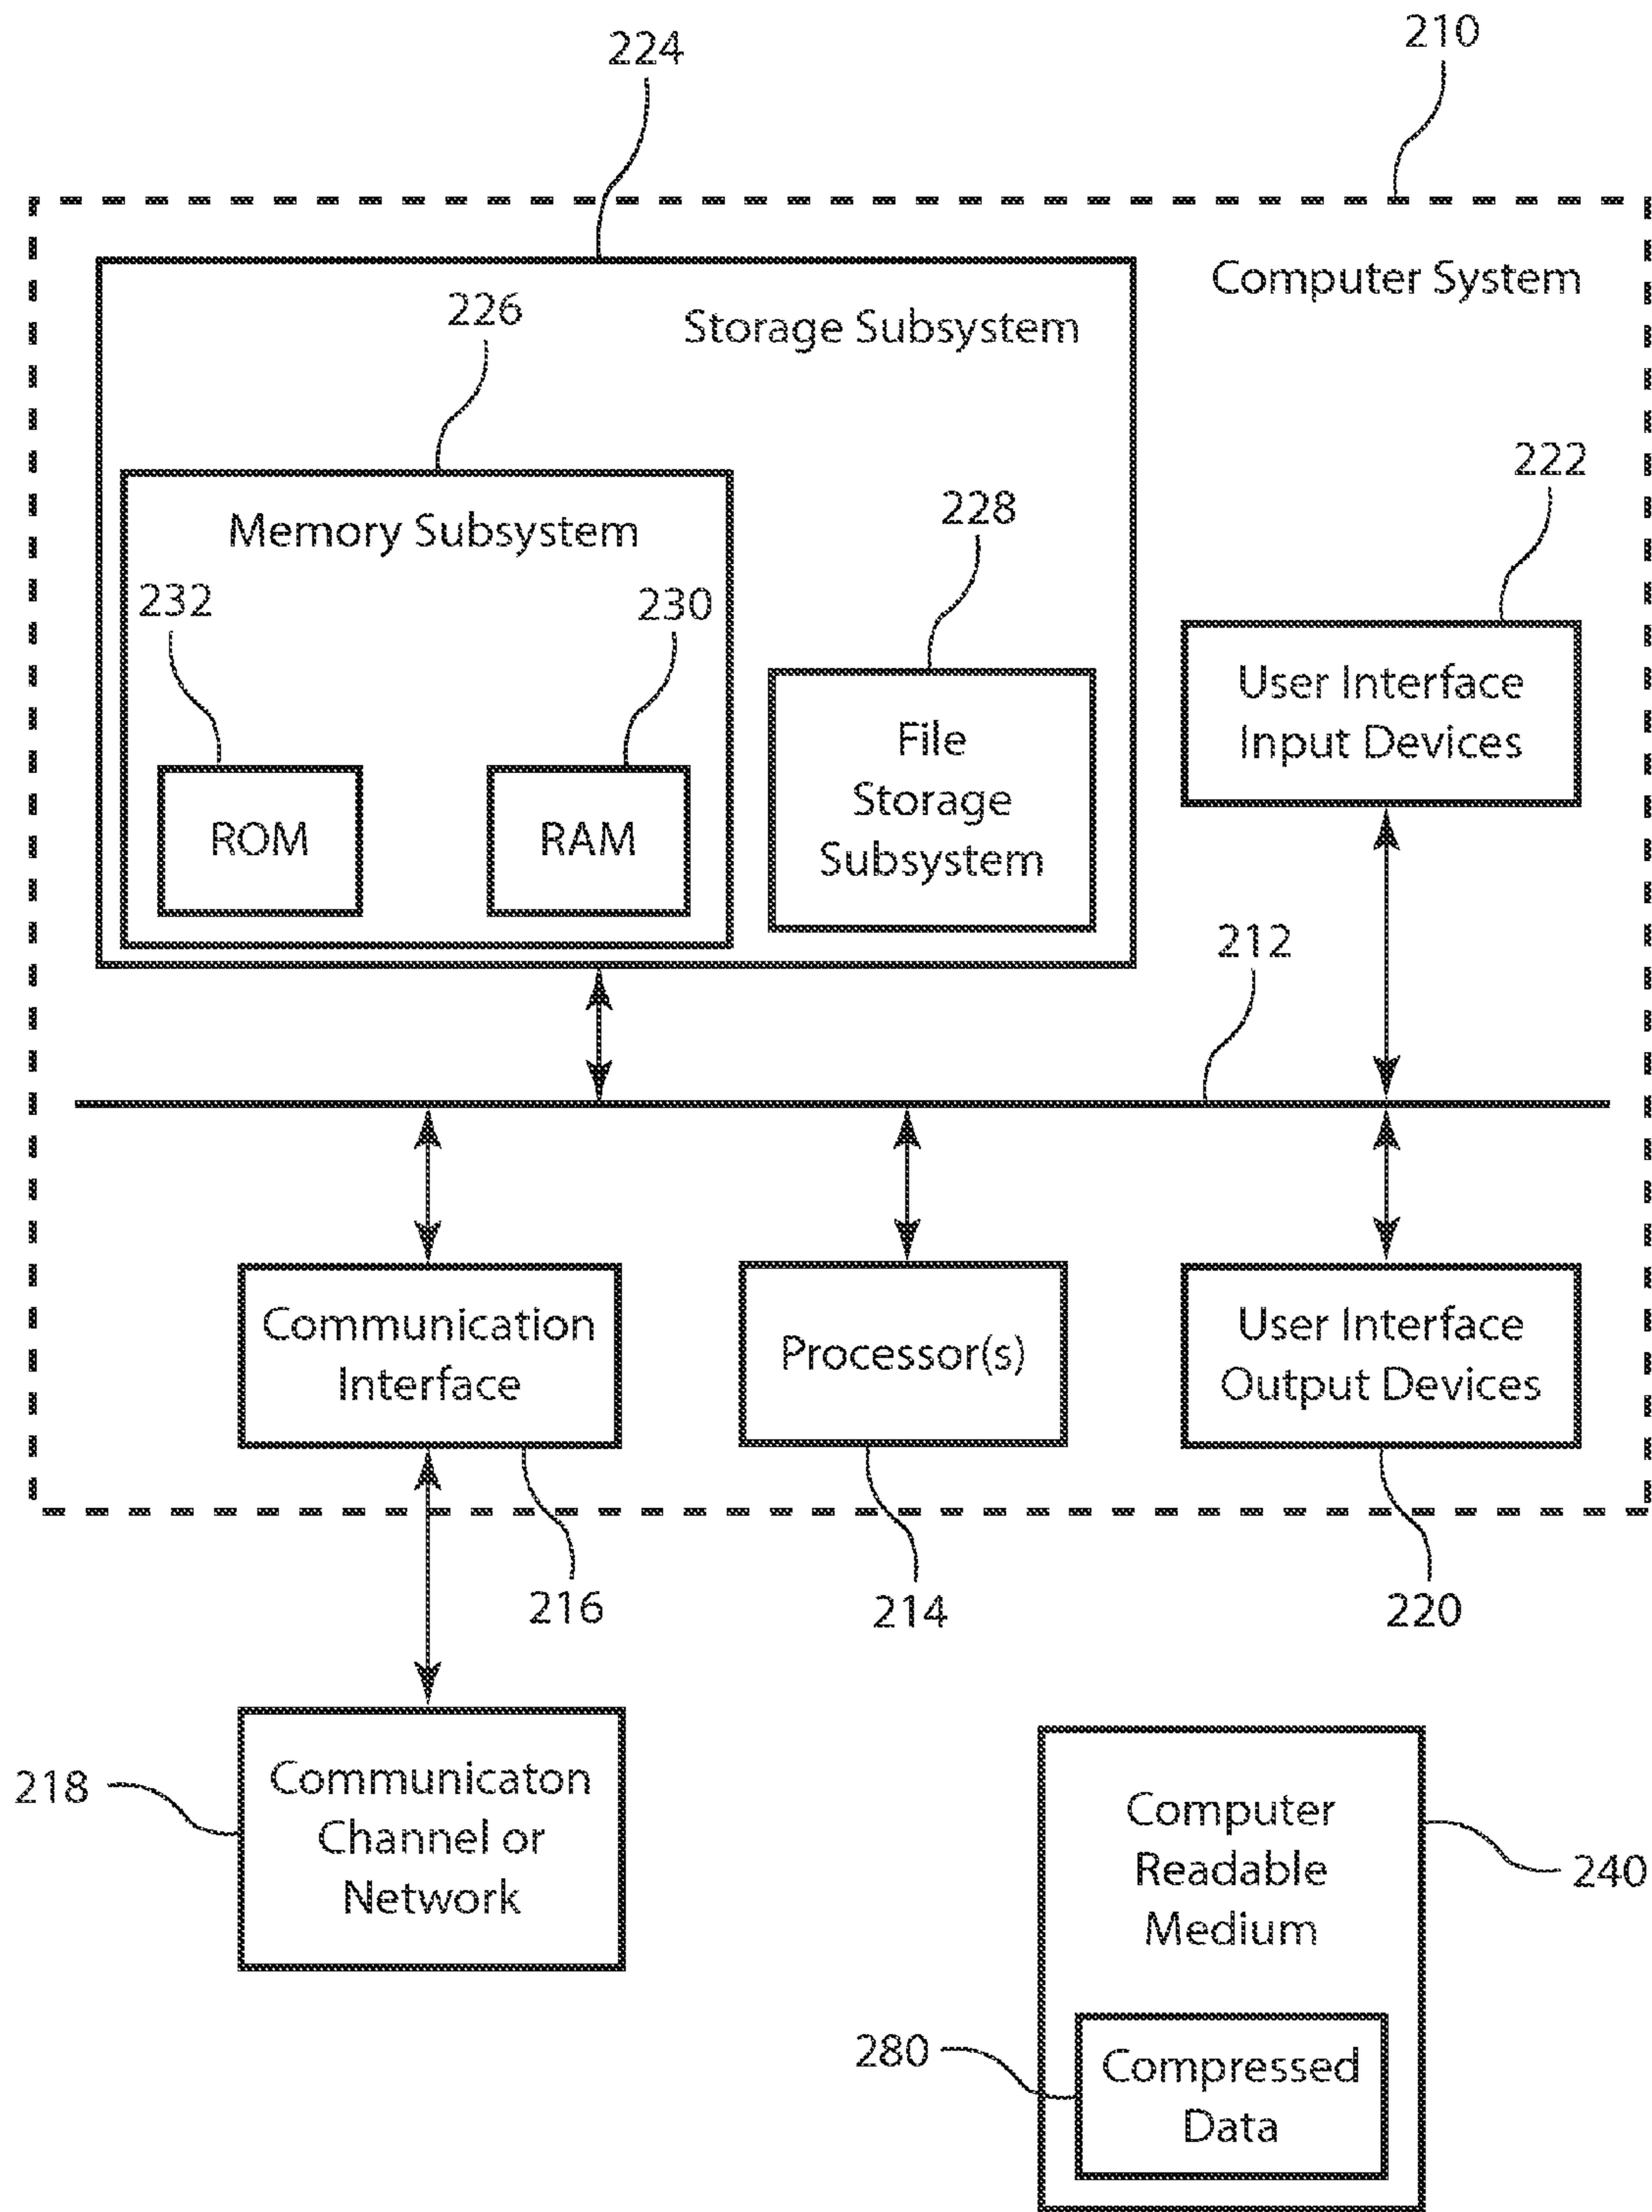 210
224
Computer System
226
Storage Subsystem
222
228
Memory Subsystem
232
230
User Interface
Input Devices
File
Storage
Subsystem
ROM
RAM
212
Communication
Interface
Processor(s)
User Interface
Output Devices
216
214
220
218
Communicaton
Channel or
Network
Computer
Readable
Medium
240
280
Compressed
Data